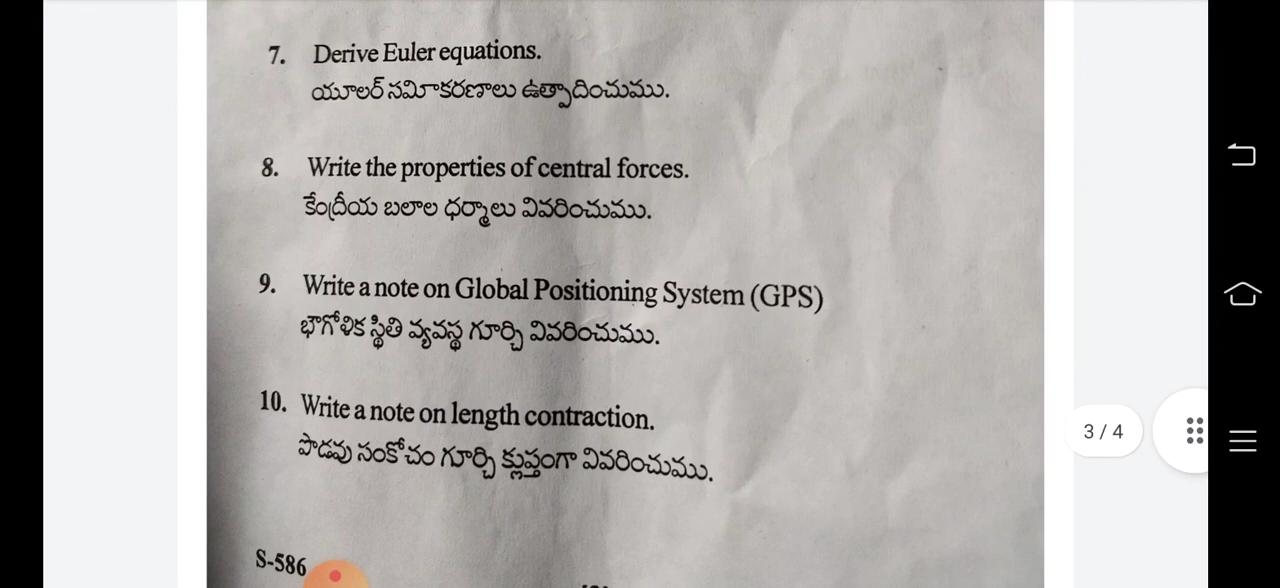 7. Derive Euler equations.
యూలర్ సమీకరణాలు ఉత్పాదించుము.
8. Write the properties of central forces.
కేంద్రీయ బలాల ధర్మాలు వివరించుము.
9. Write a note on Global Positioning System (GPS)
భౌగోళిక స్థితి వ్యవస్థ గూర్చి వివరించుము.
10. Write a note on length contraction.
పొడవు సంకోచం గూర్చి క్లుప్తంగా వివరించుము.
3 / 4
S-586